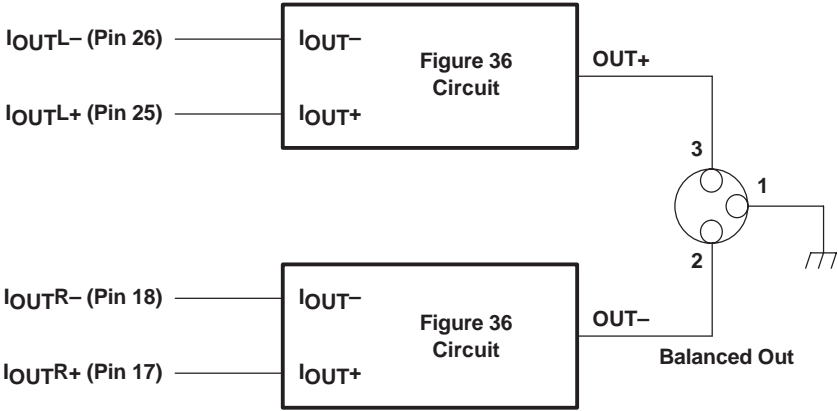 IOUTL– (Pin 26)
IOUT–
Figure 36
Circuit
OUT+
IOUTL+ (Pin 25)
IOUT+
3
1
2
IOUTR– (Pin 18)
IOUT–
Figure 36
Circuit
OUT–
Balanced Out
IOUTR+ (Pin 17)
IOUT+